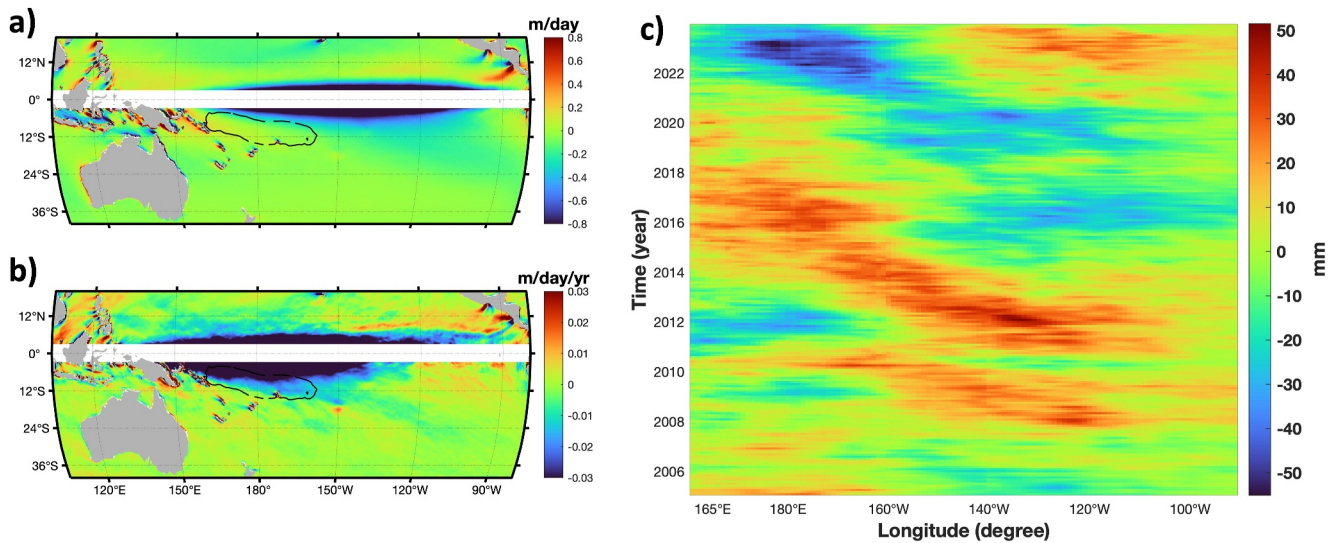 a)
m/day
0.8
0.6
0.4
0.2
0
-0.2
-0.4
-0.6
-0.8
12°N
0°
12°S
24°S
36°S
b)
m/day/yr
0.03
0.02
0.01
0
-0.01
-0.02
-0.03
12°N
0°
12°S
24°S
36°S
120°E 150°E 180° 150°W 120°W 90°W
c)
Time (year)
2022
2020
2018
2016
2014
2012
2010
2008
2006
165°E 180°E 160°W 140°W 120°W 100°W
Longitude (degree)
50
40
30
20
10
0
-10
-20
-30
-40
-50
mm